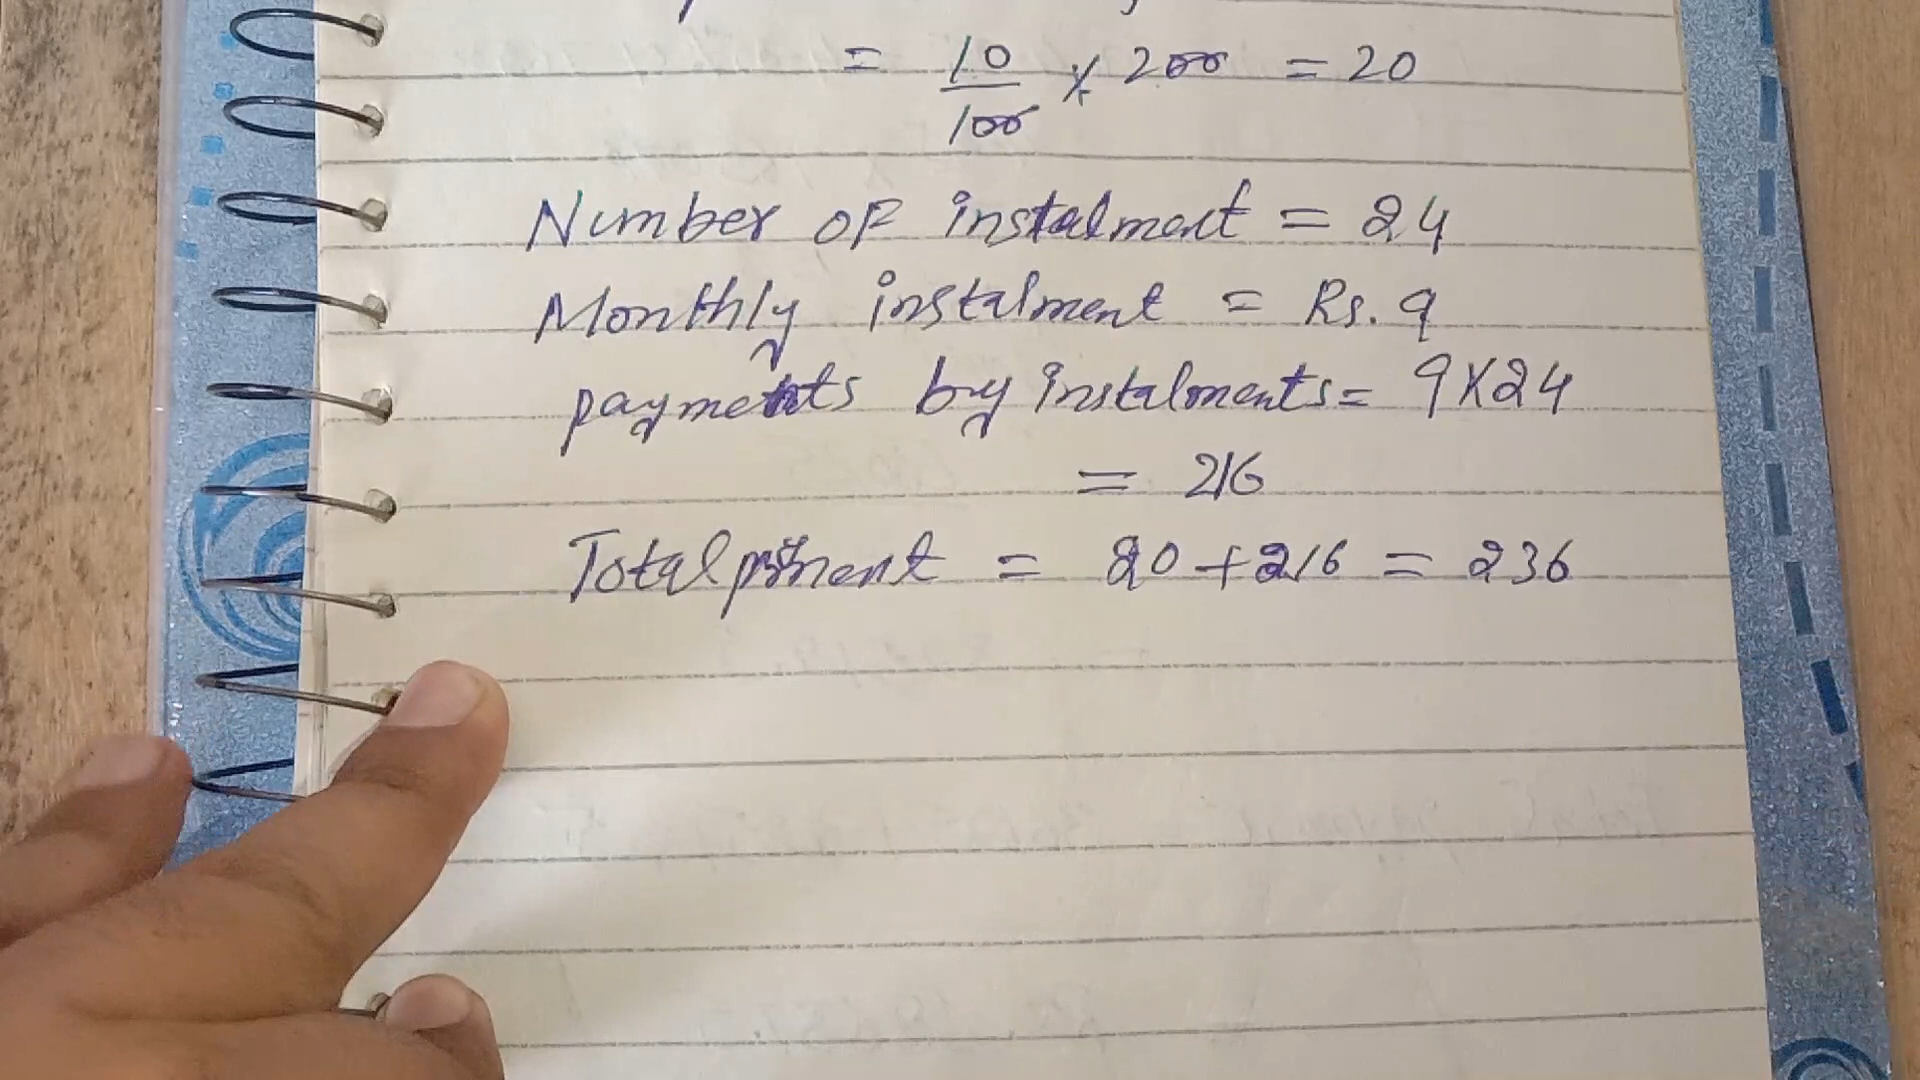 = 10/100 × 200 = 20
Number of instalment = 24
Monthly instalment = Rs. 9
payments by instalments = 9×24
= 216
Total = 20 + 216 = 236